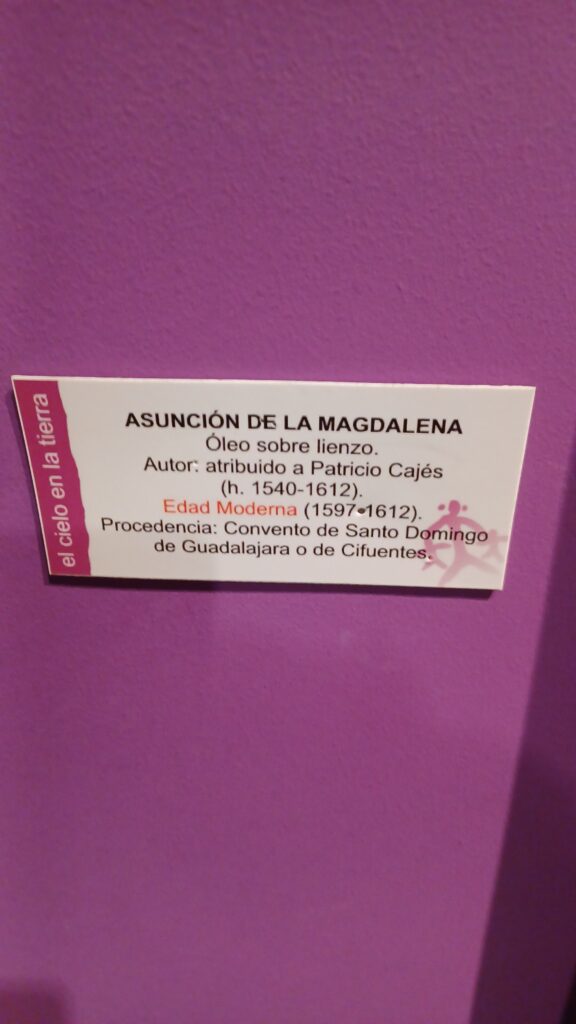 el cielo en la tierra
ASUNCIÓN DE LA MAGDALENA
Óleo sobre lienzo.
Autor: atribuido a Patricio Cajés
(h. 1540-1612).
Edad Moderna (1597-1612).
Procedencia: Convento de Santo Domingo
de Guadalajara o de Cifuentes.